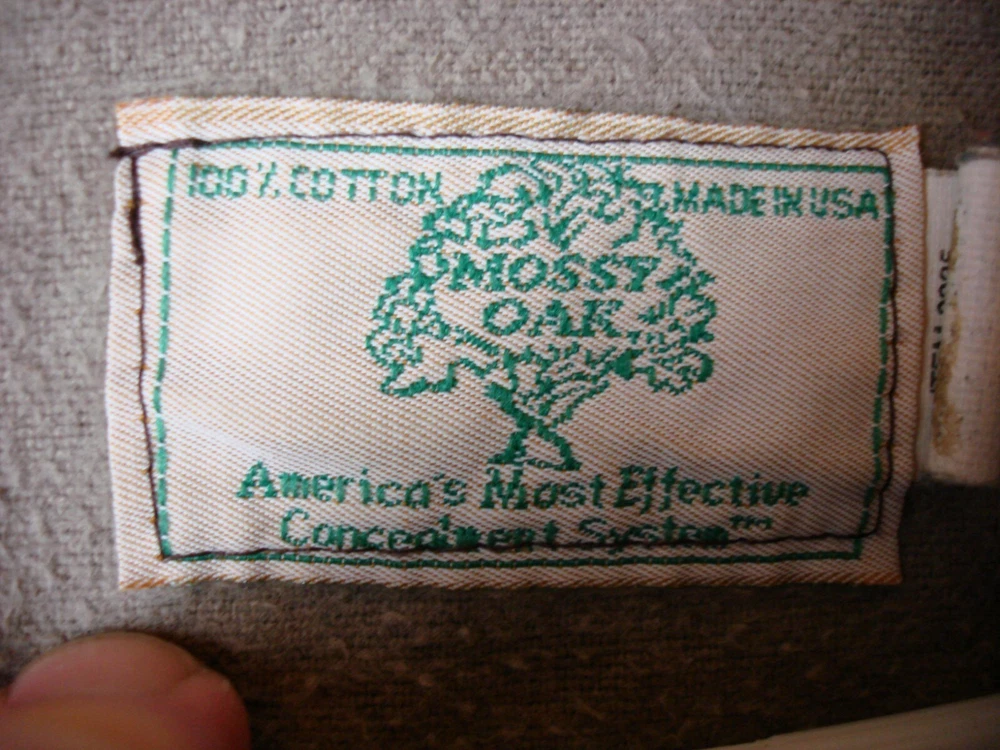 100% COTTON MADE IN USA
MOSSY
OAK
America's Most Effective
Concealment System™